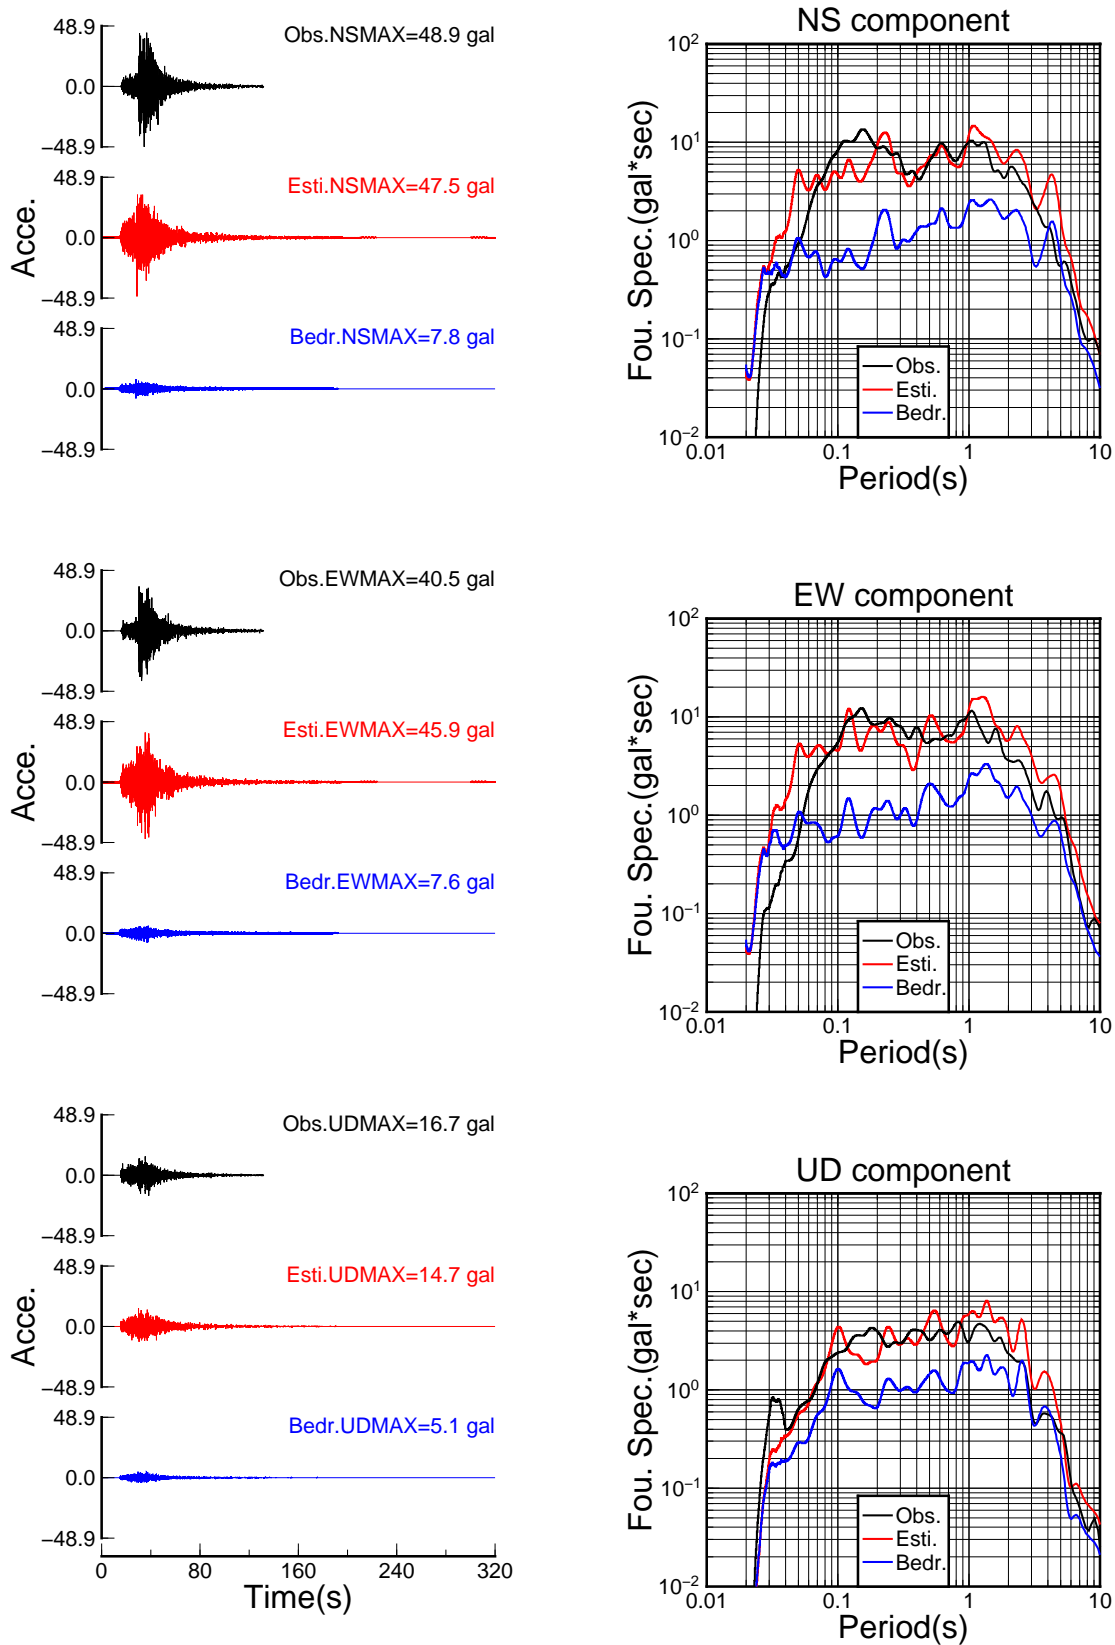 48.9
0.0
−48.9
Obs.NSMAX=48.9 gal
48.9
0.0
−48.9
Esti.NSMAX=47.5 gal
48.9
0.0
−48.9
Bedr.NSMAX=7.8 gal
Acce.
NS component
10²
10¹
10⁰
10⁻¹
10⁻²
Fou. Spec.(gal*sec)
Obs.
Esti.
Bedr.
0.01 0.1 1 10
Period(s)
48.9
0.0
−48.9
Obs.EWMAX=40.5 gal
48.9
0.0
−48.9
Esti.EWMAX=45.9 gal
48.9
0.0
−48.9
Bedr.EWMAX=7.6 gal
Acce.
EW component
10²
10¹
10⁰
10⁻¹
10⁻²
Fou. Spec.(gal*sec)
Obs.
Esti.
Bedr.
0.01 0.1 1 10
Period(s)
48.9
0.0
−48.9
Obs.UDMAX=16.7 gal
48.9
0.0
−48.9
Esti.UDMAX=14.7 gal
48.9
0.0
−48.9
Bedr.UDMAX=5.1 gal
Acce.
0 80 160 240 320
Time(s)
UD component
10²
10¹
10⁰
10⁻¹
10⁻²
Fou. Spec.(gal*sec)
Obs.
Esti.
Bedr.
0.01 0.1 1 10
Period(s)